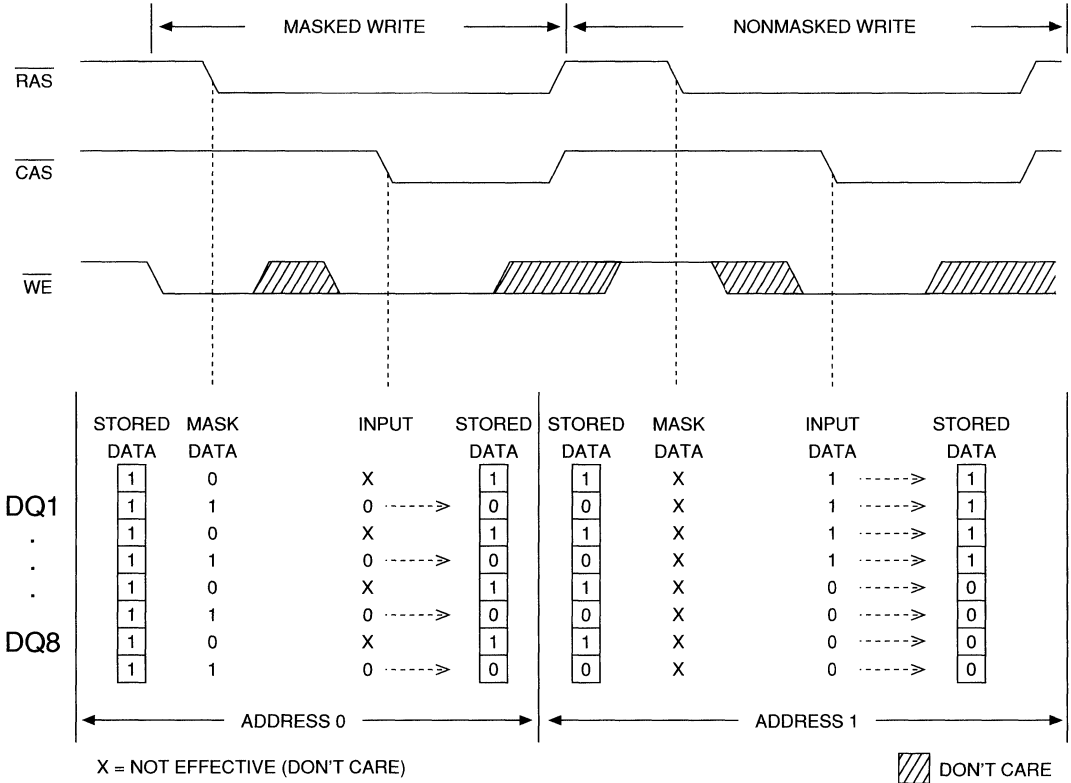 MASKED WRITE NONMASKED WRITE
RAS
CAS
WE
STORED MASK INPUT STORED STORED MASK INPUT STORED
DATA DATA DATA DATA DATA DATA DATA
1 0 X 1 1 X 1 1
DQ1 1 1 0 0 0 X 1 1
. 1 0 X 1 1 X 1 1
. 1 1 0 0 0 X 1 1
. 1 0 X 1 1 X 0 0
1 1 0 0 0 X 0 0
DQ8 1 0 X 1 1 X 0 0
1 1 0 0 0 X 0 0
ADDRESS 0 ADDRESS 1
X = NOT EFFECTIVE (DON'T CARE) DON'T CARE